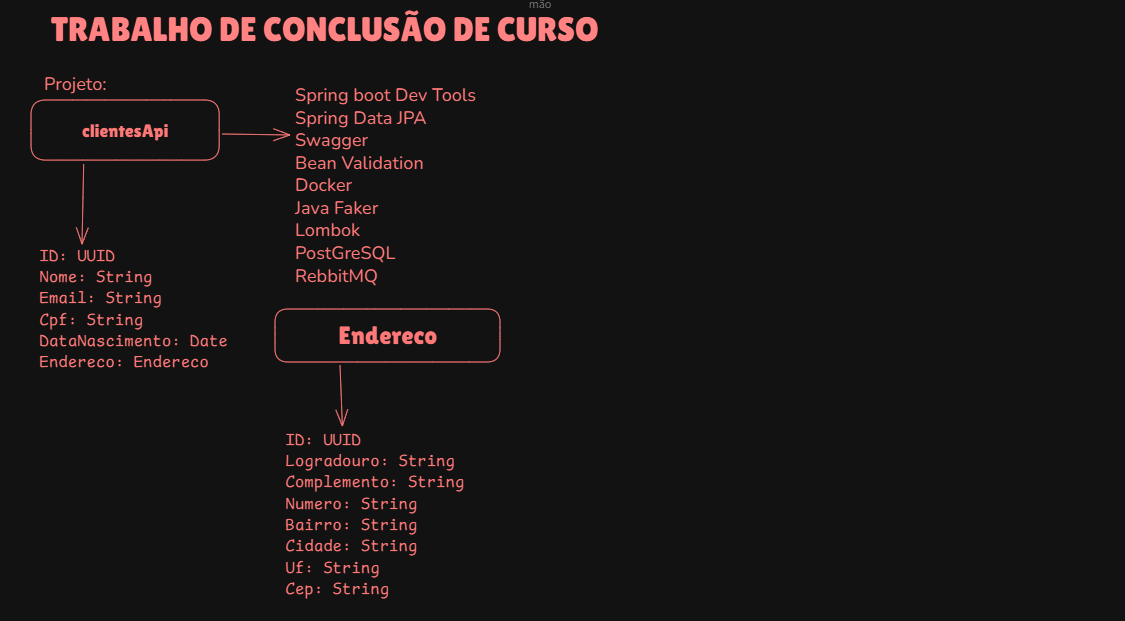 mão
TRABALHO DE CONCLUSÃO DE CURSO
Projeto:
clientesApi
Spring boot Dev Tools
Spring Data JPA
Swagger
Bean Validation
Docker
Java Faker
Lombok
PostGreSQL
RebbitMQ
ID: UUID
Nome: String
Email: String
Cpf: String
DataNascimento: Date
Endereco: Endereco
Endereco
ID: UUID
Logradouro: String
Complemento: String
Numero: String
Bairro: String
Cidade: String
Uf: String
Cep: String